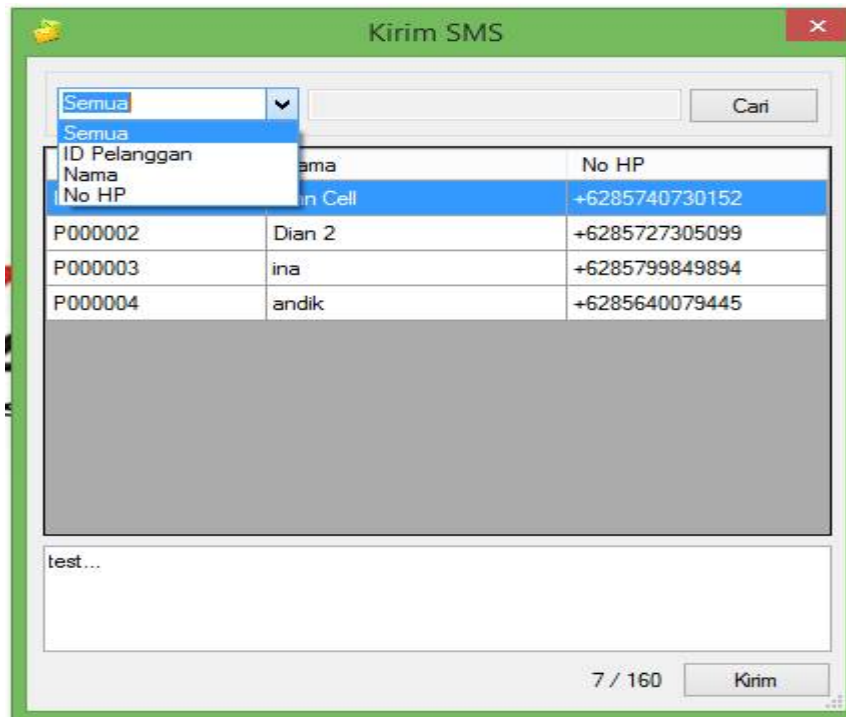 Kirim SMS
Semua
Cari
Semua
ID Pelanggan
Nama
No HP
No HP
Cell +6285740730152
P000002 Dian 2 +6285727305099
P000003 ina +6285799849894
P000004 andik +6285640079445
test...
7 / 160 Kirim